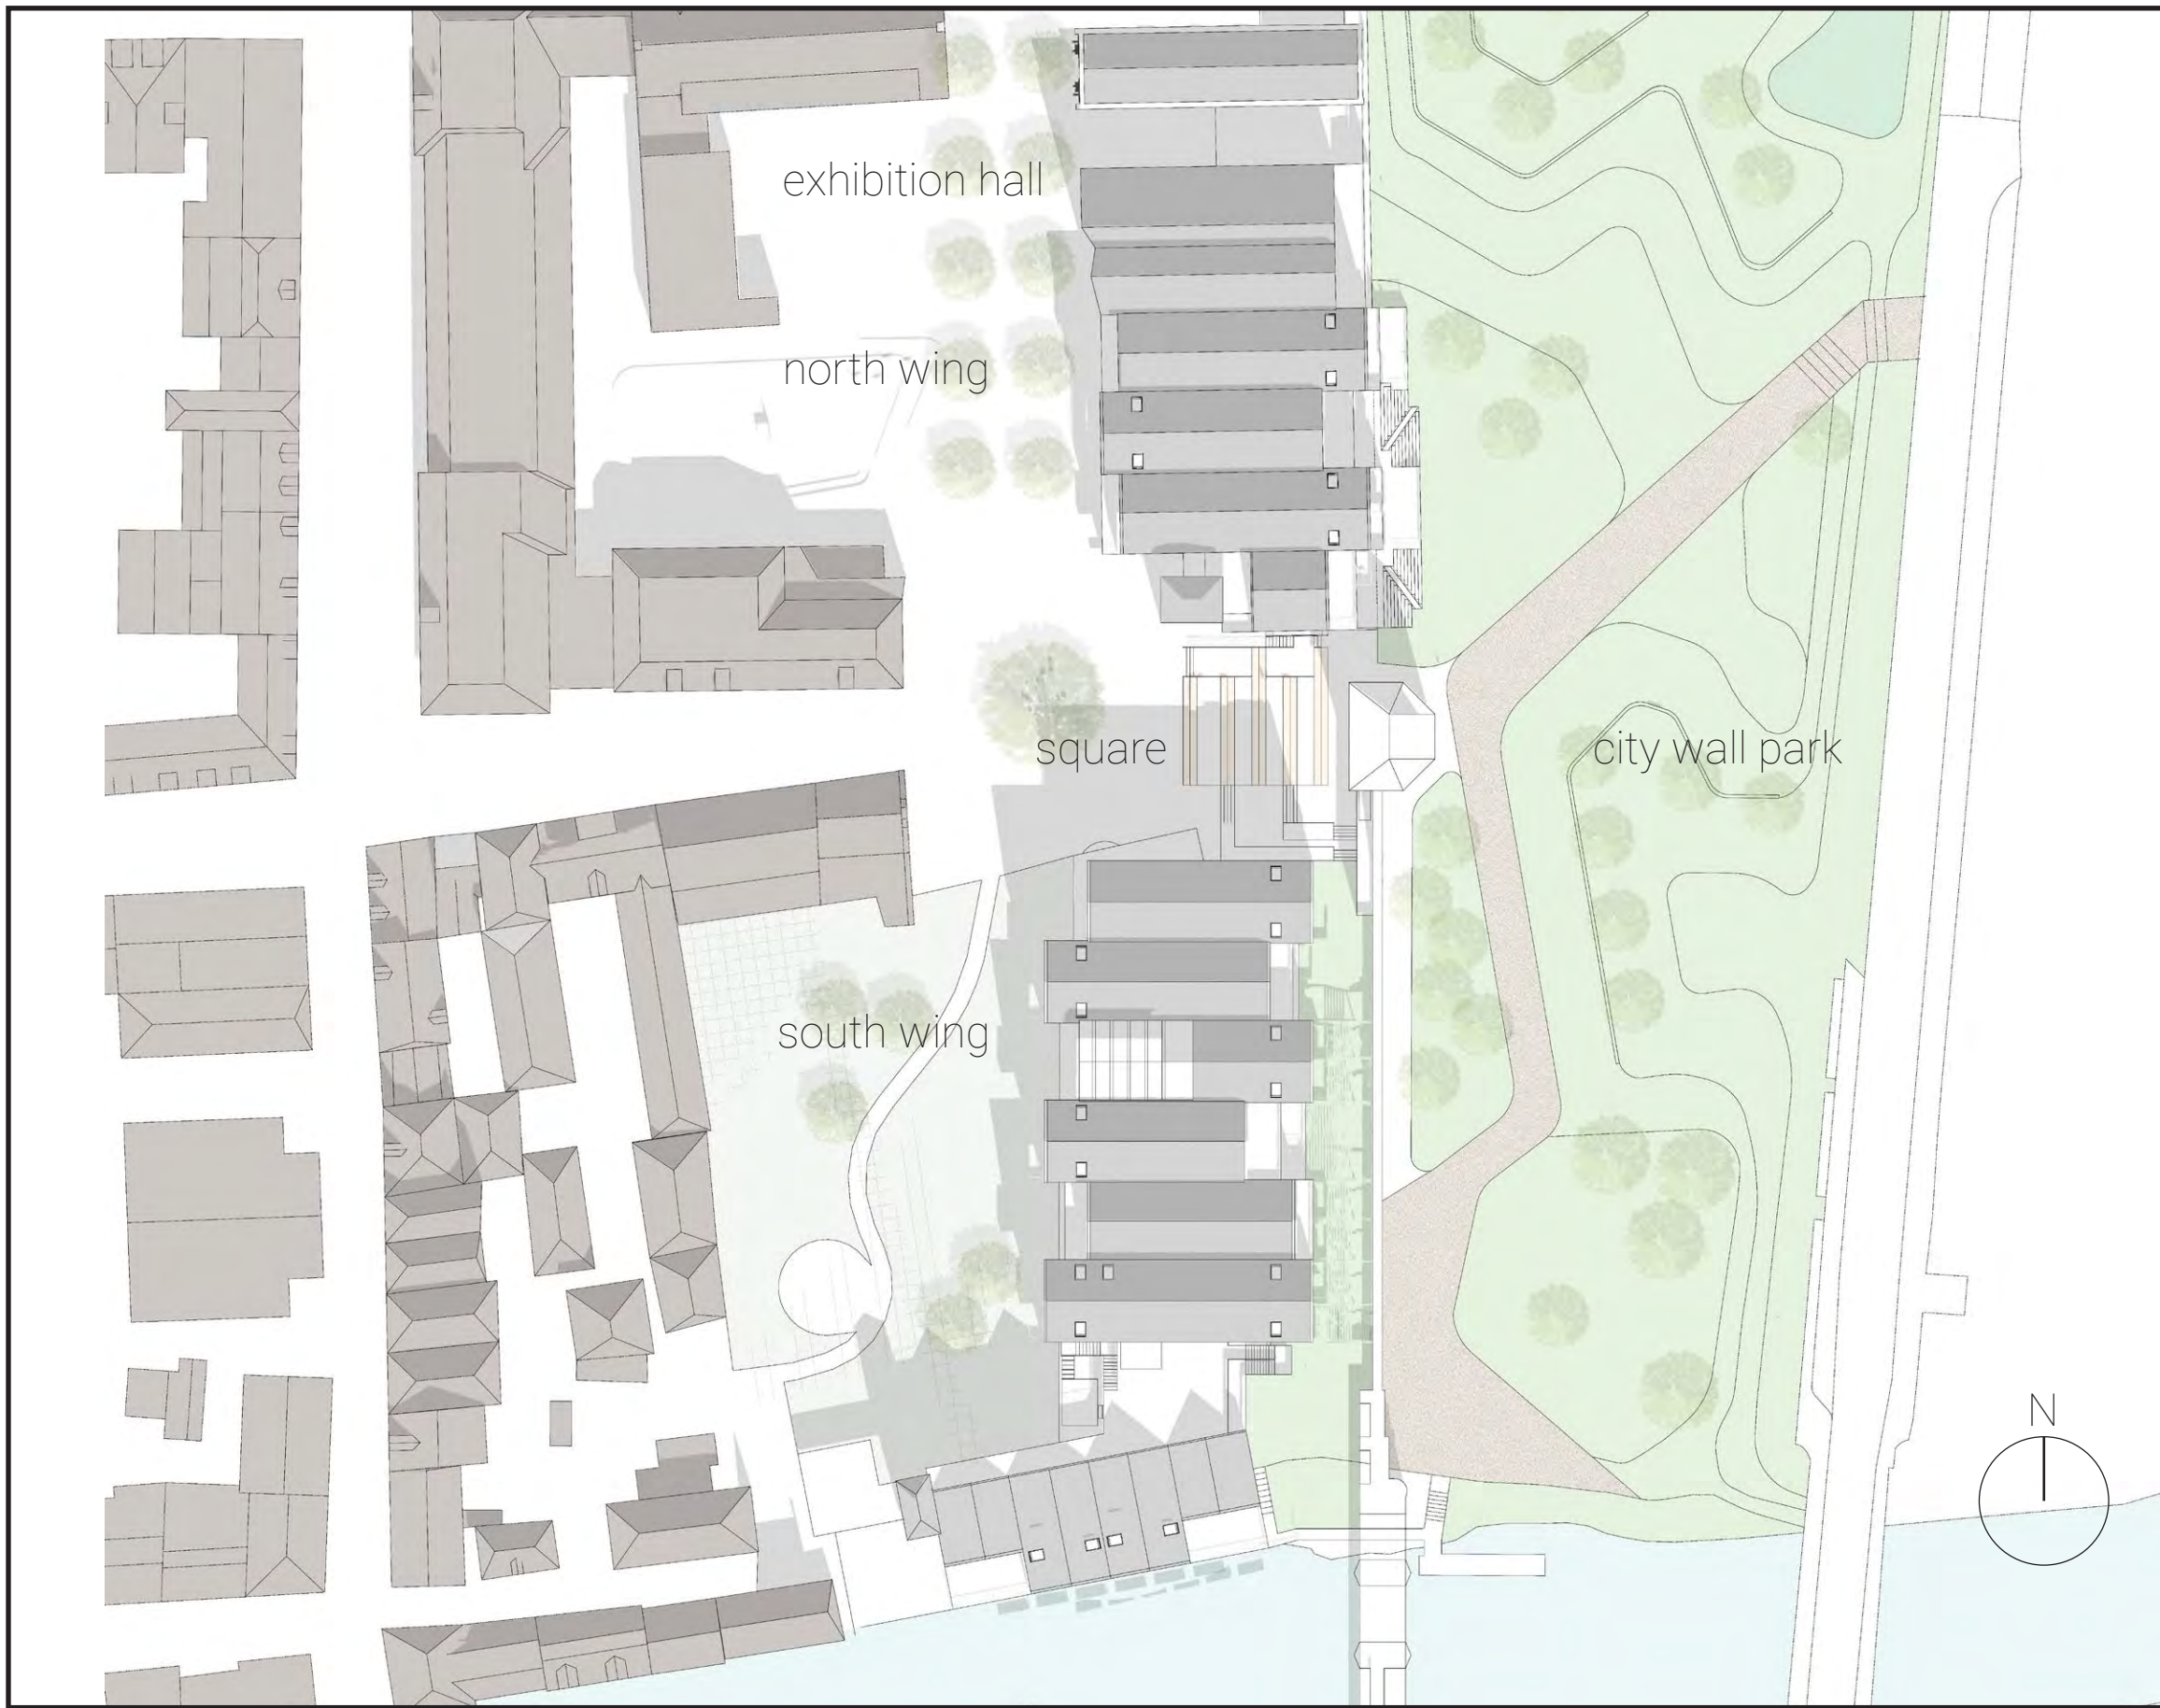 exhibition hall
north wing
square
city wall park
south wing
N